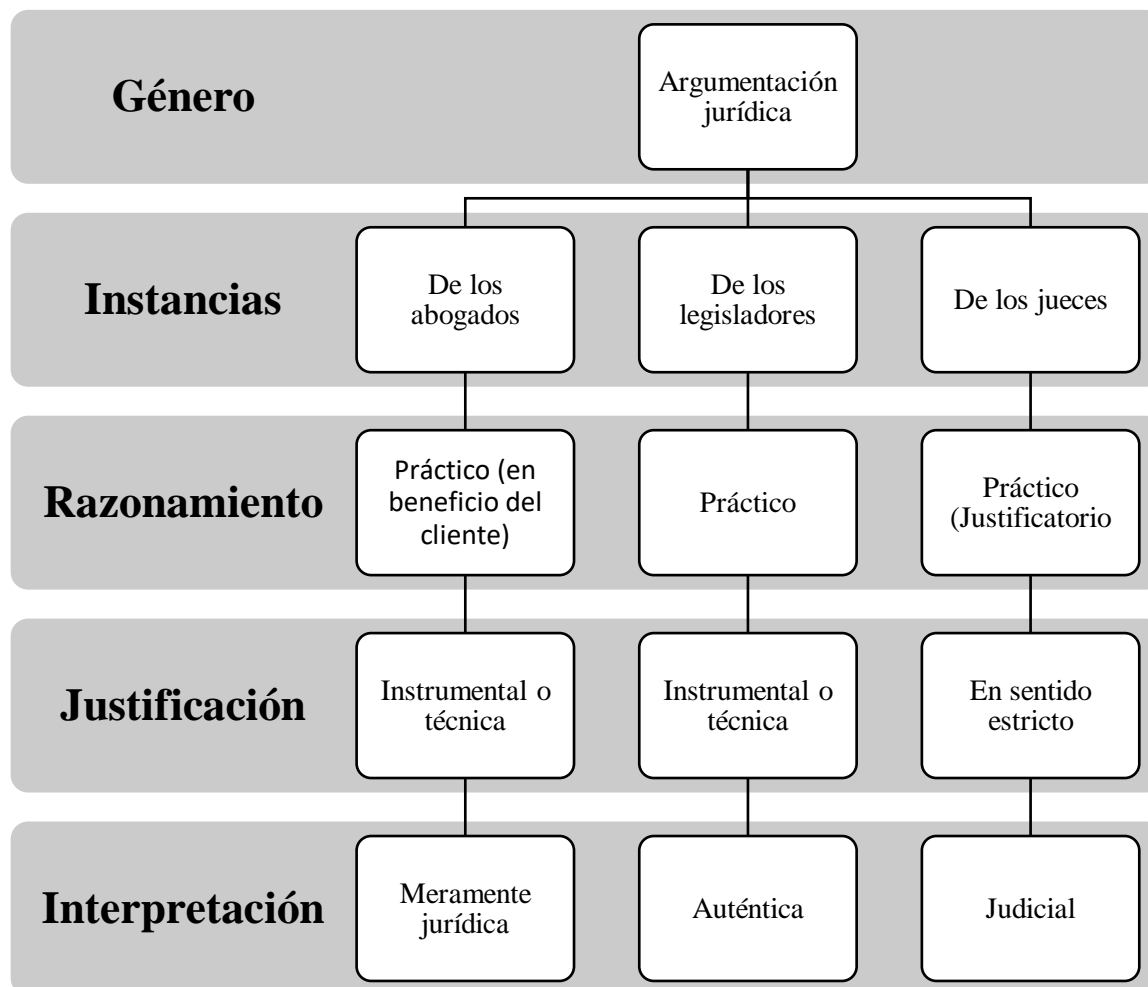 Género
Argumentación
jurídica
Instancias
De los
abogados
De los
legisladores
De los jueces
Razonamiento
Práctico (en
beneficio del
cliente)
Práctico
Práctico
(Justificatorio
Justificación
Instrumental o
técnica
Instrumental o
técnica
En sentido
estricto
Interpretación
Meramente
jurídica
Auténtica
Judicial